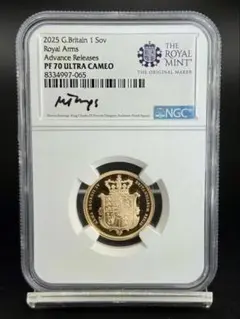 2025 G.Britain 1 Sov
Royal Arms
Advance Releases
PF 70 ULTRA CAMEO
8334997-065
THE
ROYAL
MINT
THE ORIGINAL MAKER
NGC